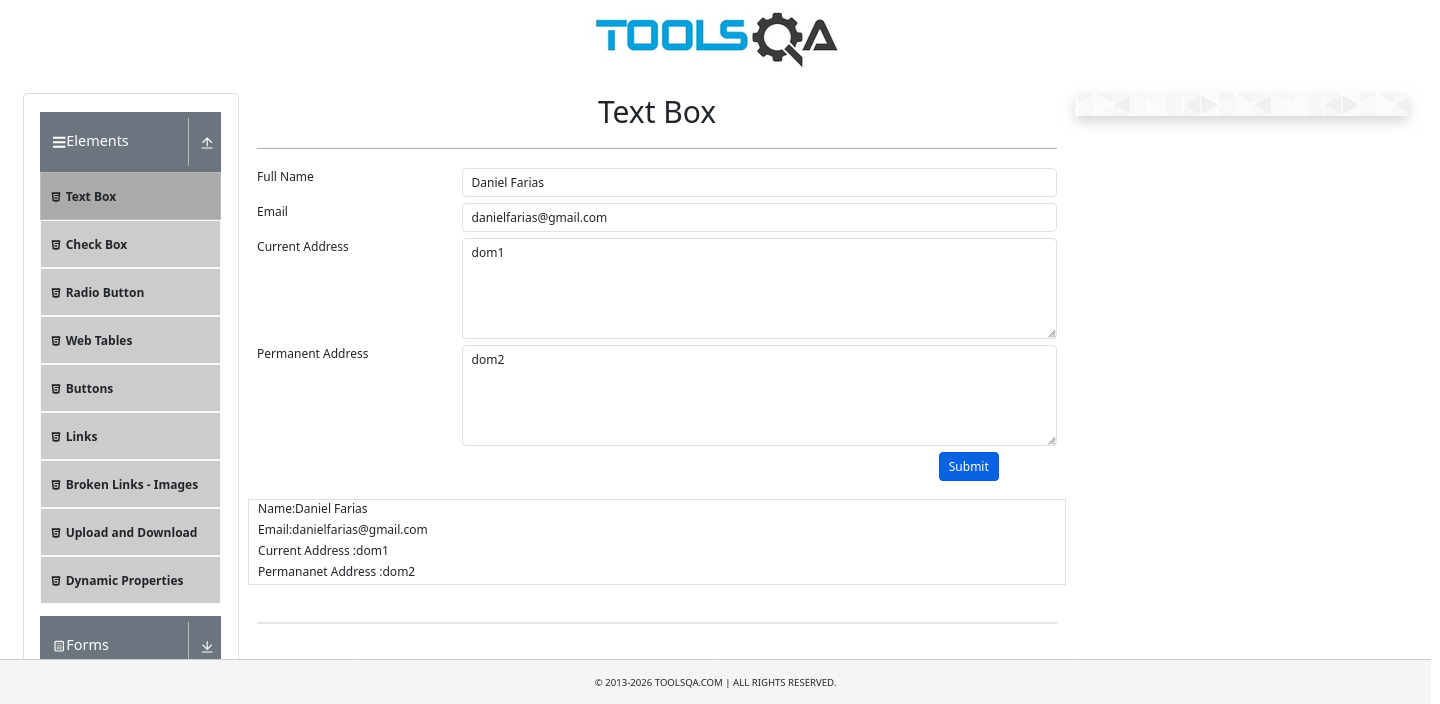 TOOLSQA
Elements
Text Box
Check Box
Radio Button
Web Tables
Buttons
Links
Broken Links - Images
Upload and Download
Dynamic Properties
Forms
Text Box
Full Name
Daniel Farias
Email
danielfarias@gmail.com
Current Address
dom1
Permanent Address
dom2
Submit
Name:Daniel Farias
Email:danielfarias@gmail.com
Current Address :dom1
Permananet Address :dom2
© 2013-2026 TOOLSQA.COM | ALL RIGHTS RESERVED.